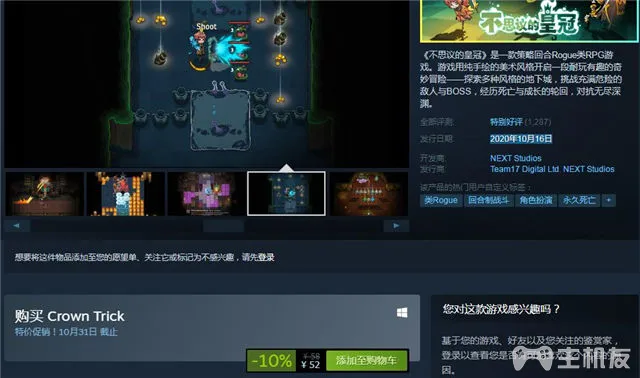 Shoot
不思议的皇冠
《不思议的皇冠》是一款策略回合Rogue类RPG游
戏。游戏用纯手绘的美术风格开启一段耐玩有趣的奇
妙冒险——探索多种风格的地下城，挑战充满危险的
敌人与BOSS，经历死亡与成长的轮回，对抗无尽深
渊。
全部评测： 特别好评 (1,287)
发行日期： 2020年10月16日
开发商： NEXT Studios
发行商： Team17 Digital Ltd NEXT Studios
该产品的热门用户自定义标签：
类Rogue 回合制战斗 角色扮演 永久死亡 +
想要将这件物品添加至您的愿望单、关注它或标记为不感兴趣，请先登录
购买 Crown Trick
特价促销！10月31日 截止
-10% ¥ 58
¥ 52 添加至购物车
您对这款游戏感兴趣吗？
基于您的游戏、好友以及您关注的鉴赏家，
登录以查看您是否
因。
主机友